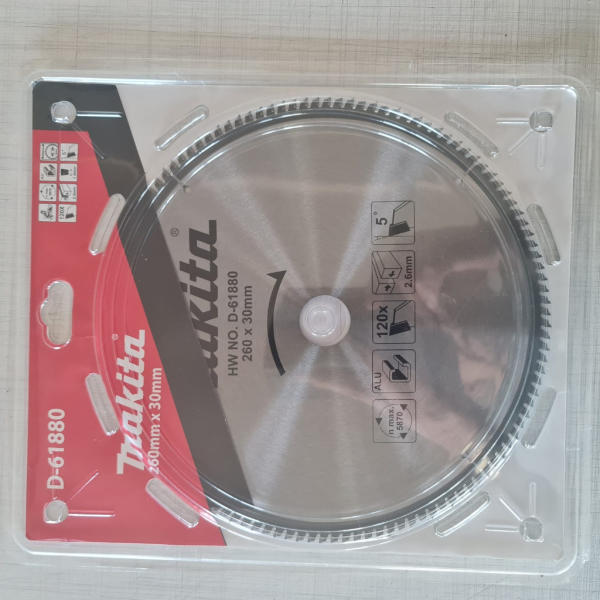 D-61880
makita
260mm x 30mm
makita®
HW NO. D-61880
260 x 30mm
5°
2,6mm
120x
ALU
n max.
5870